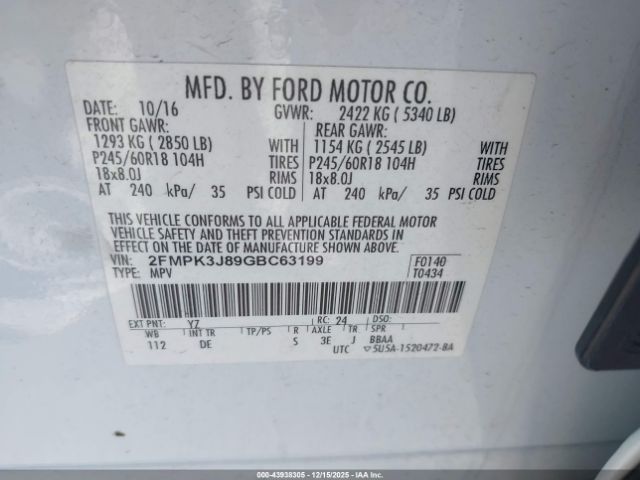 MFD. BY FORD MOTOR CO.
DATE: 10/16 GVWR: 2422 KG ( 5340 LB)
FRONT GAWR: REAR GAWR:
1293 KG ( 2850 LB) WITH 1154 KG ( 2545 LB) WITH
P245/60R18 104H TIRES P245/60R18 104H TIRES
18x8.0J RIMS 18x8.0J RIMS
AT 240 kPa/ 35 PSI COLD AT 240 kPa/ 35 PSI COLD
THIS VEHICLE CONFORMS TO ALL APPLICABLE FEDERAL MOTOR
VEHICLE SAFETY AND THEFT PREVENTION STANDARDS IN
EFFECT ON THE DATE OF MANUFACTURE SHOWN ABOVE.
VIN: 2FMPK3J89GBC63199 F0140
TYPE: MPV T0434
EXT PNT: YZ RC: 24 DSO:
WB INT TR TP/PS R AXLE TR SPR
112 DE S 3E J BBAA
UTC 5U5A-1520472-BA
000-43938305 - 12/15/2025 - IAA Inc.